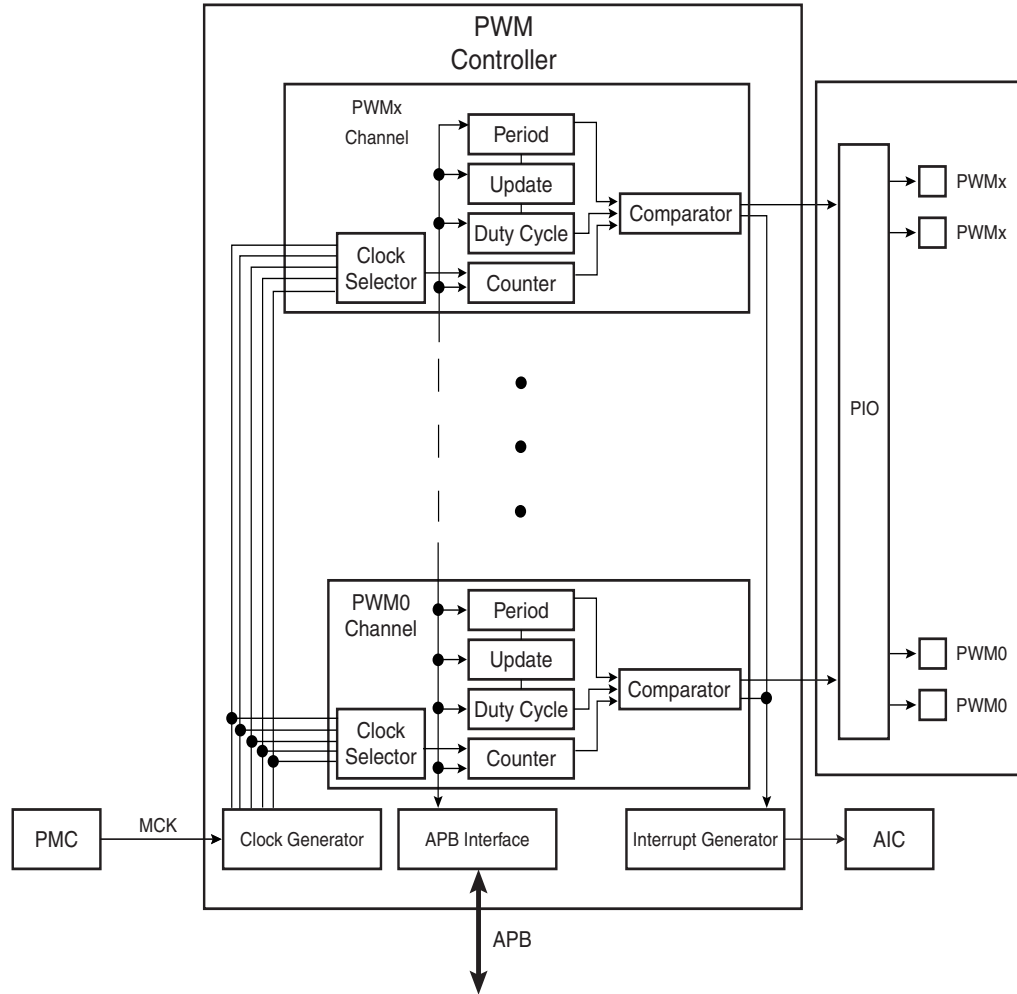 PWM
Controller
PWMx
Channel
Period
Update
Duty Cycle
Counter
Clock
Selector
Comparator
PIO
PWMx
PWMx
PWM0
Channel
Period
Update
Duty Cycle
Counter
Clock
Selector
Comparator
PWM0
PWM0
PMC
MCK
Clock Generator
APB Interface
Interrupt Generator
AIC
APB